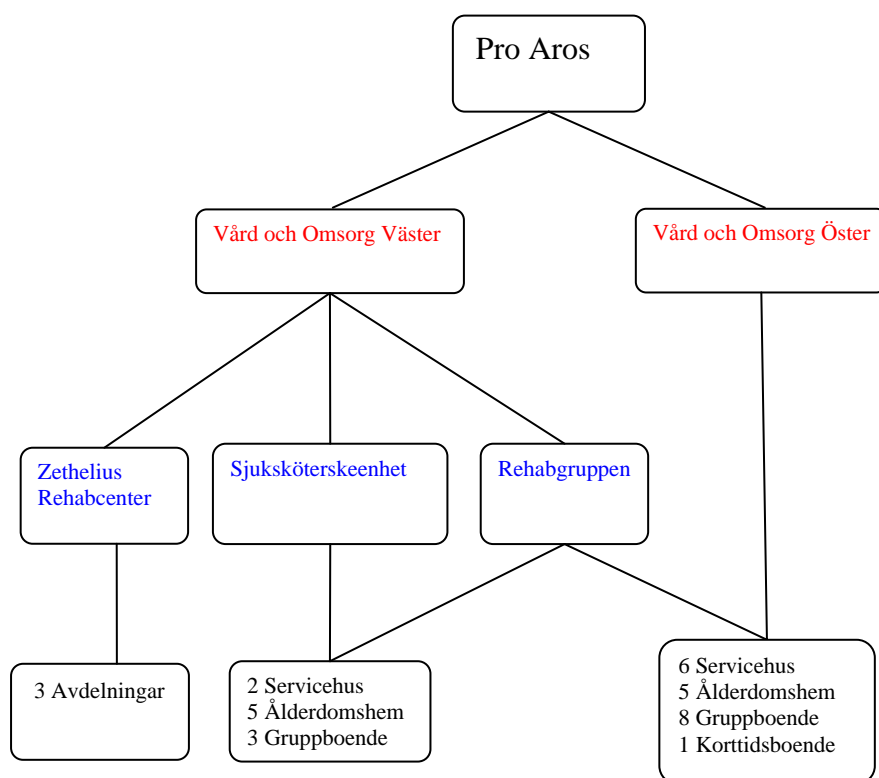 Pro Aros
Vård och Omsorg Väster
Vård och Omsorg Öster
Zethelius
Rehabcenter
Sjuksköterskeenhet
Rehabgruppen
3 Avdelningar
2 Servicehus
5 Ålderdomshem
3 Gruppboende
6 Servicehus
5 Ålderdomshem
8 Gruppboende
1 Korttidsboende